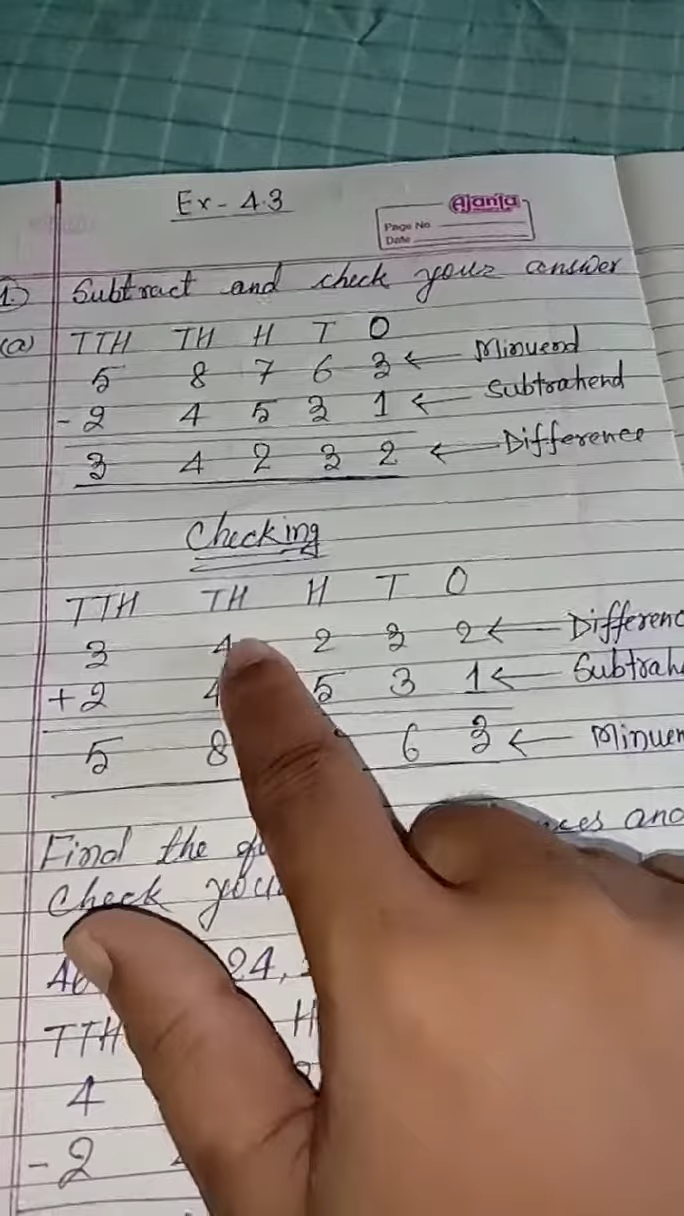 Ex - 4.3
Ajanta
Page No
Date
1. Subtract and check your answer
(a) TTH TH H T O
5 8 7 6 3 ← Minuend
- 2 4 5 3 1 ← Subtrahend
3 4 2 3 2 ← Difference
Checking
TTH TH H T O
3 4 2 3 2 ← Differenc
+ 2 4 5 3 1 ← Subtrah
5 8 6 3 ← Minuen
Find the and
Check
24,
TTH H
4
- 2